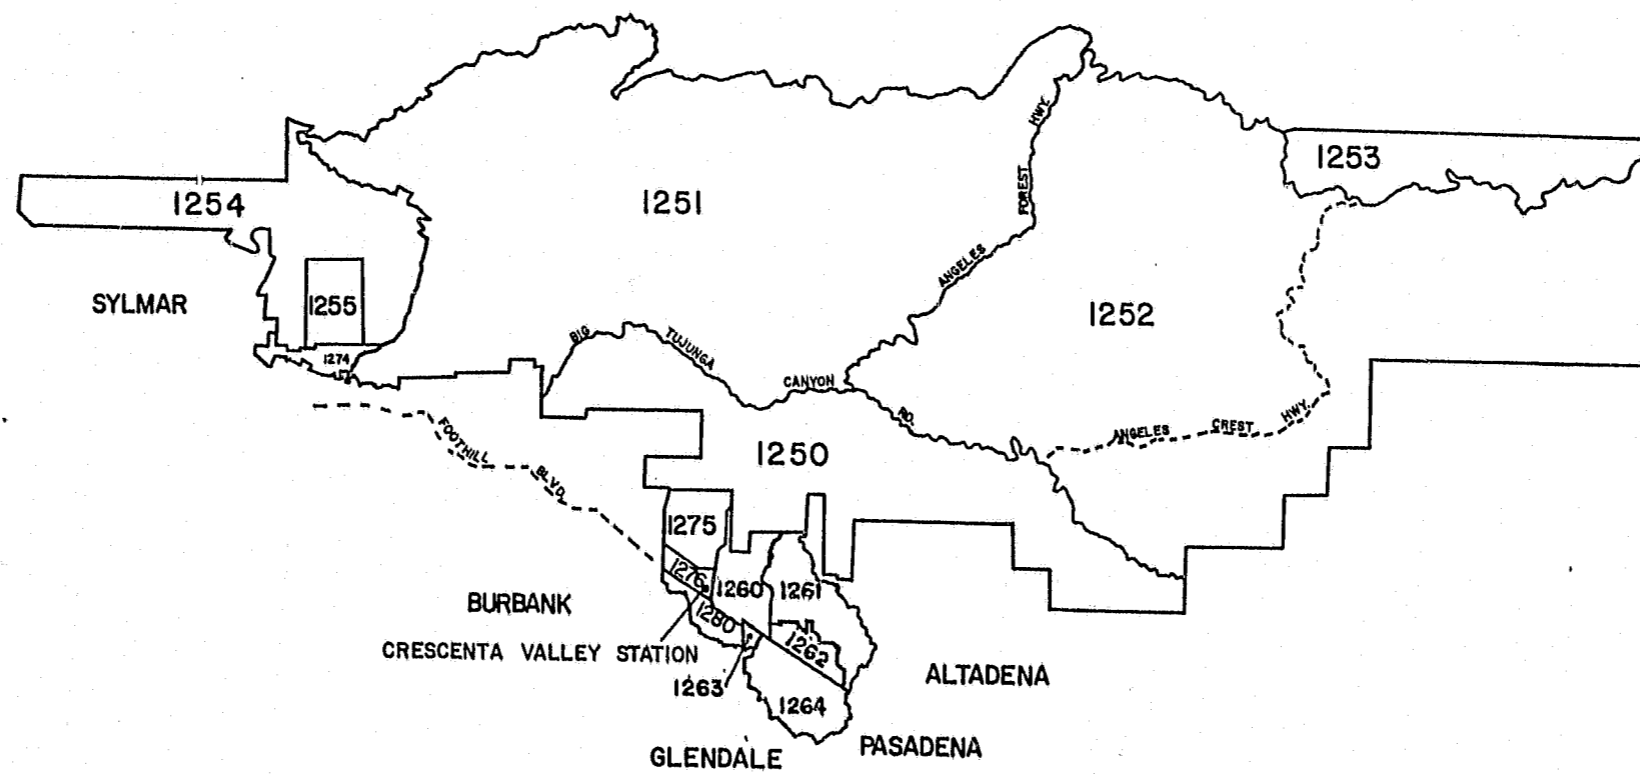 HWY.
1253
FOREST
1254
1251
ANGELES
SYLMAR
1255
1252
BIG
TUJUNGA
1274
CANYON
RD.
ANGELES
CREST
HWY.
FOOTHILL
BLVD.
1250
1275
1276
1260
1261
BURBANK
1280
CRESCENTA VALLEY STATION
1262
1263
1264
ALTADENA
GLENDALE
PASADENA